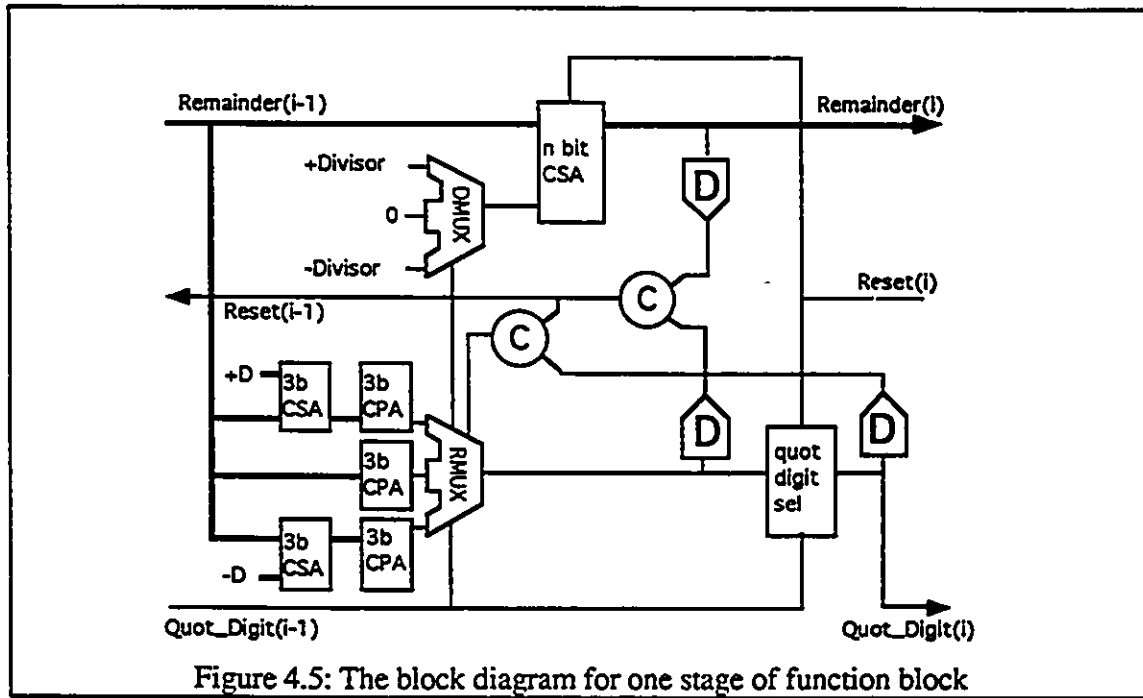 Remainder(i-1)
Remainder(i)
n bit
CSA
+Divisor
0
-Divisor
DMUX
D
C
Reset(i-1)
Reset(i)
C
+D
3b
CSA
3b
CPA
3b
CPA
RMUX
D
quot
digit
sel
D
3b
CSA
3b
CPA
-D
Quot_Digit(i-1)
Quot_Digit(i)
Figure 4.5: The block diagram for one stage of function block